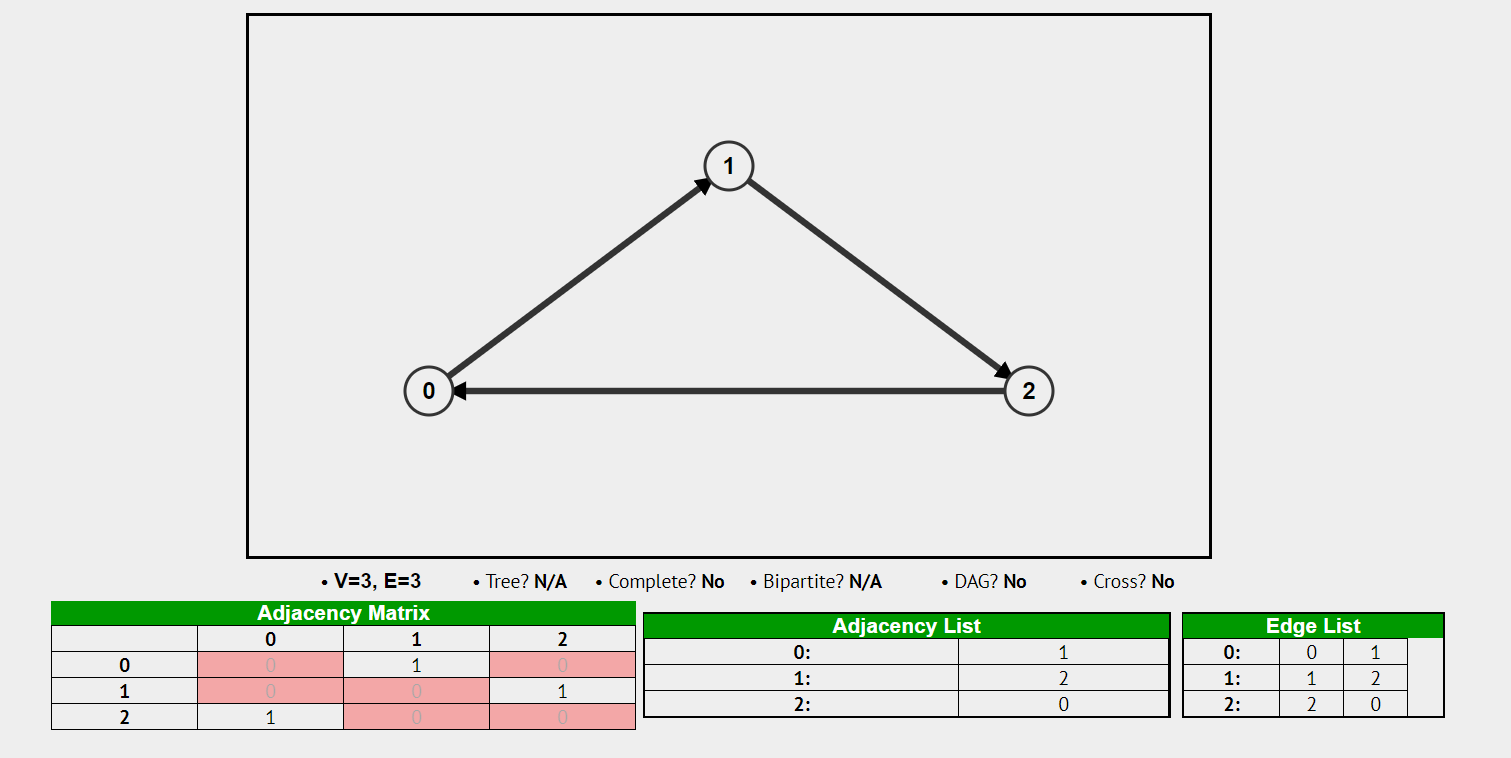 1
0
2
• V=3, E=3 • Tree? N/A • Complete? No • Bipartite? N/A • DAG? No • Cross? No
Adjacency Matrix
0 1 2
0 0 1 0
1 0 0 1
2 1 0 0
Adjacency List
0: 1
1: 2
2: 0
Edge List
0: 0 1
1: 1 2
2: 2 0